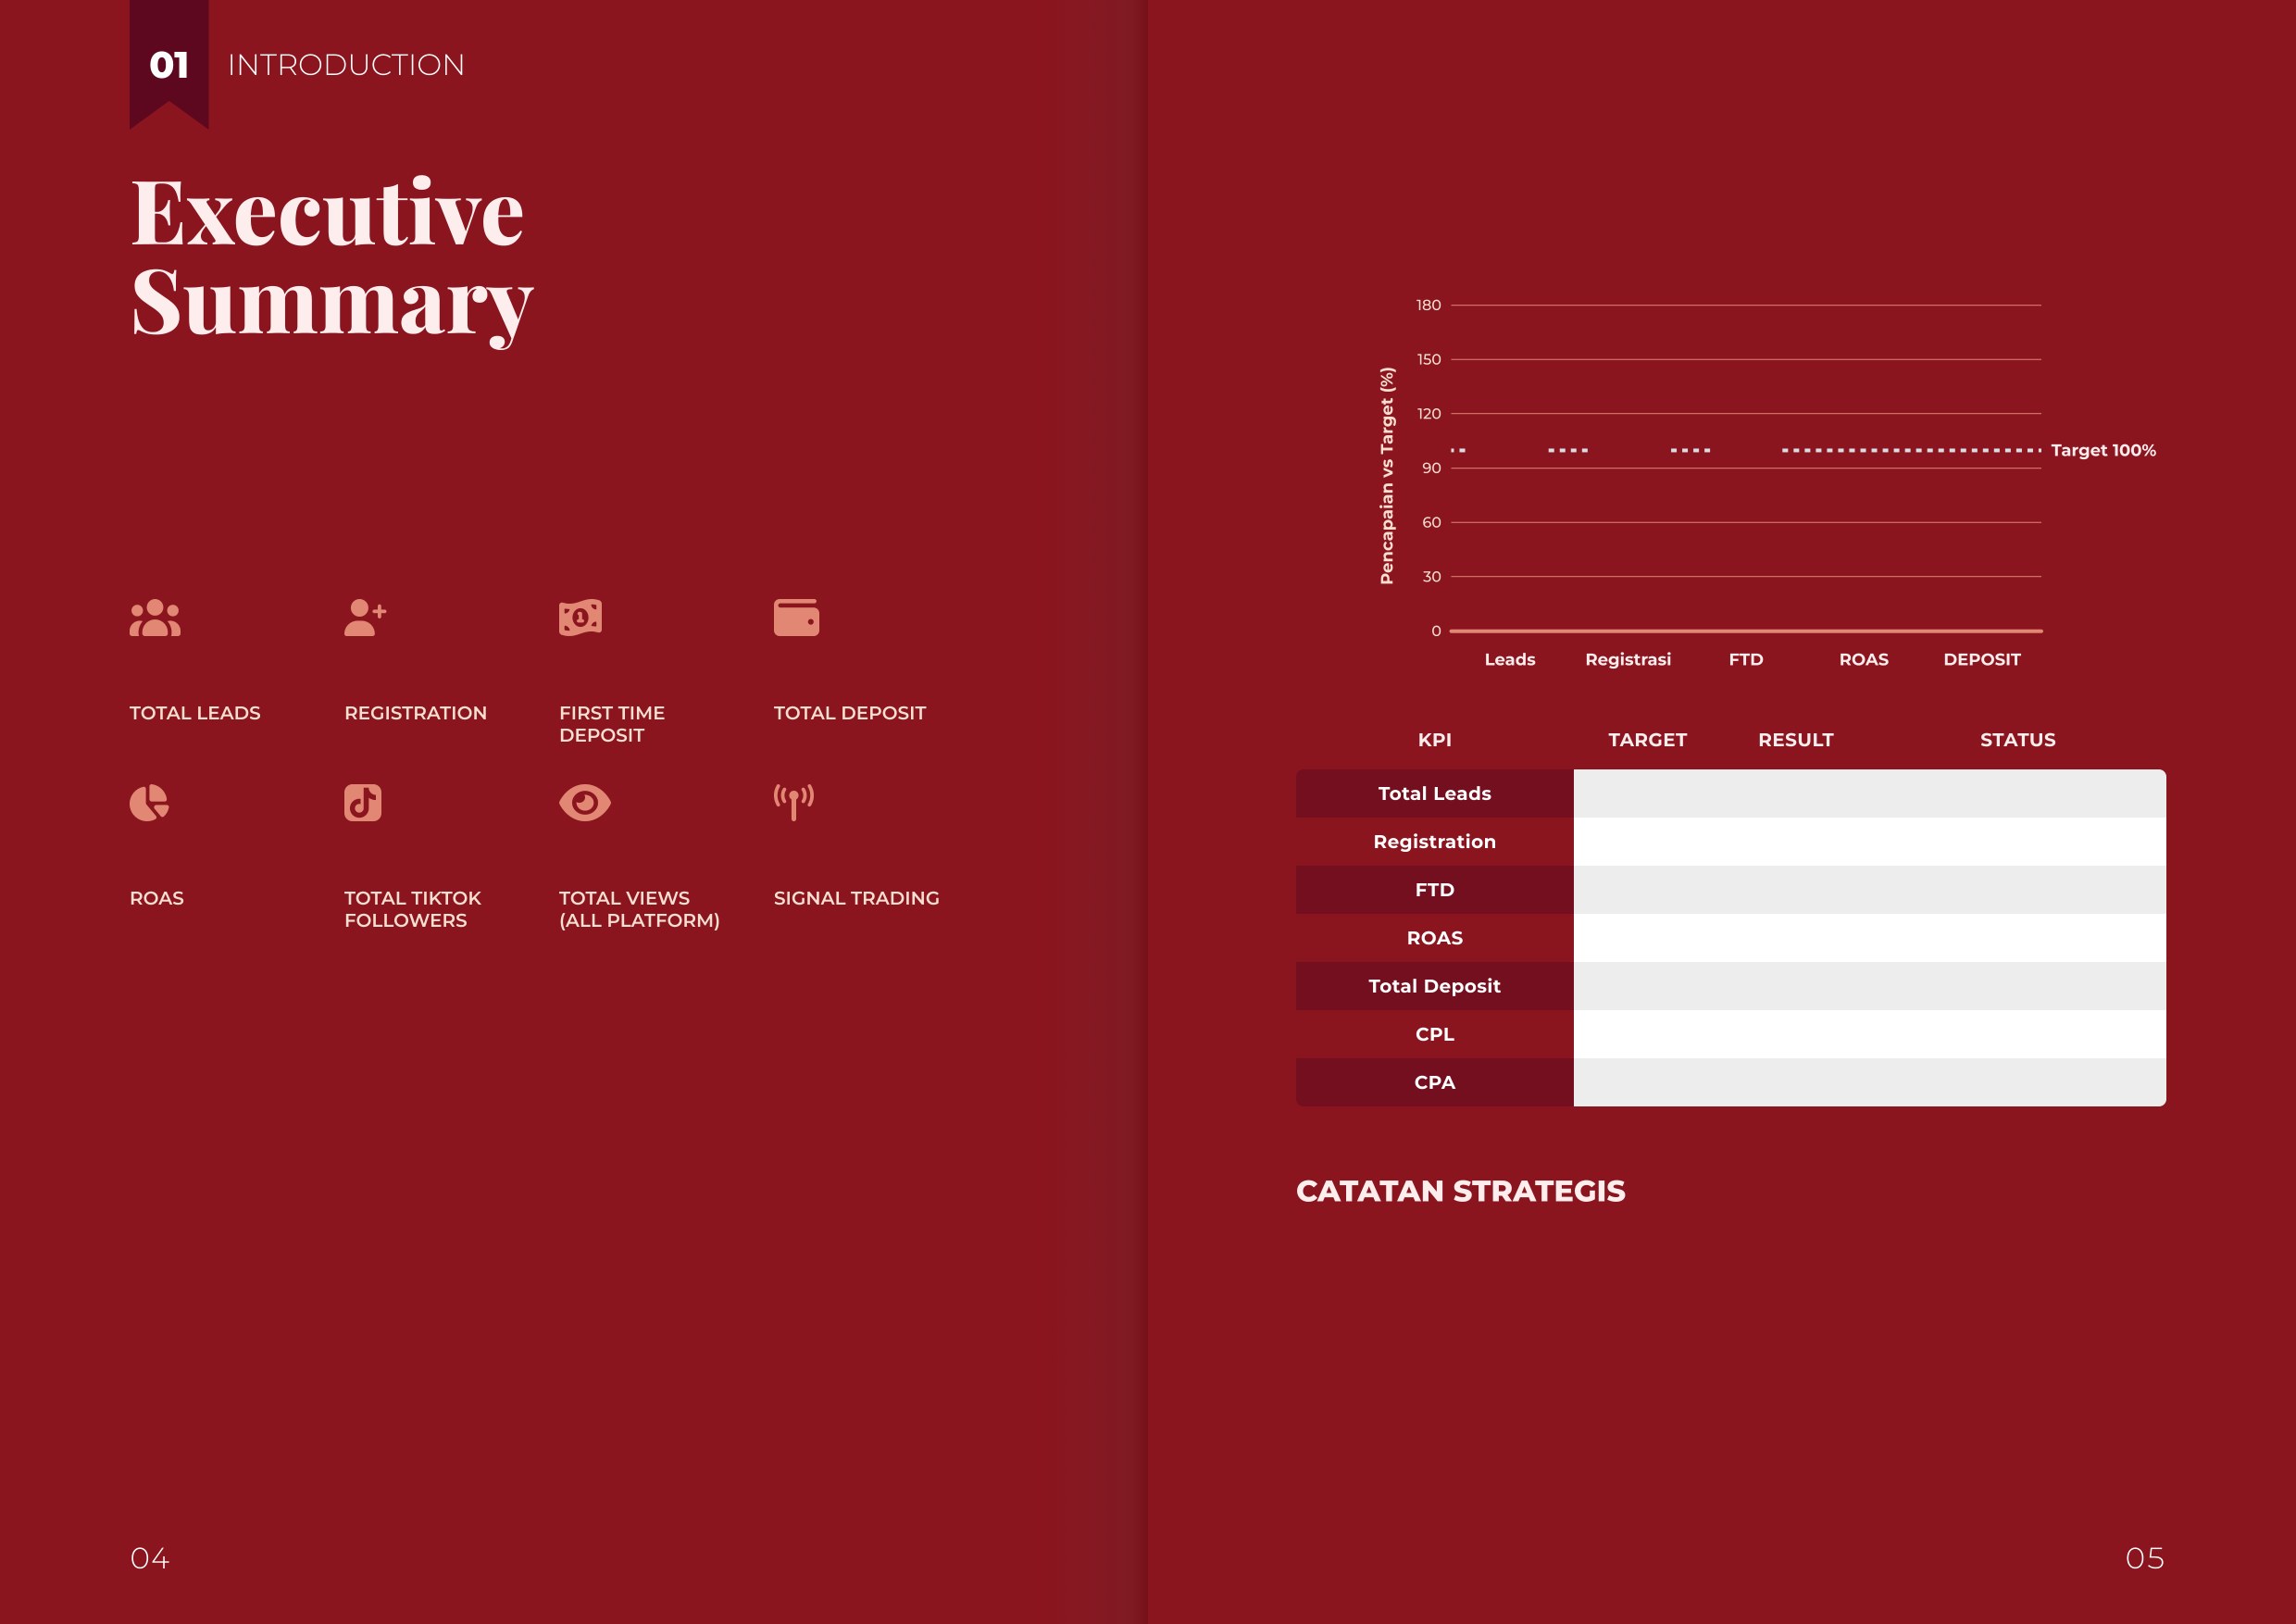 01 INTRODUCTION
Executive
Summary
TOTAL LEADS
REGISTRATION
FIRST TIME
DEPOSIT
TOTAL DEPOSIT
ROAS
TOTAL TIKTOK
FOLLOWERS
TOTAL VIEWS
(ALL PLATFORM)
SIGNAL TRADING
04
Pencapaian vs Target (%)
180
150
120
Target 100%
90
60
30
0
Leads Registrasi FTD ROAS DEPOSIT
KPI TARGET RESULT STATUS
Total Leads
Registration
FTD
ROAS
Total Deposit
CPL
CPA
CATATAN STRATEGIS
05